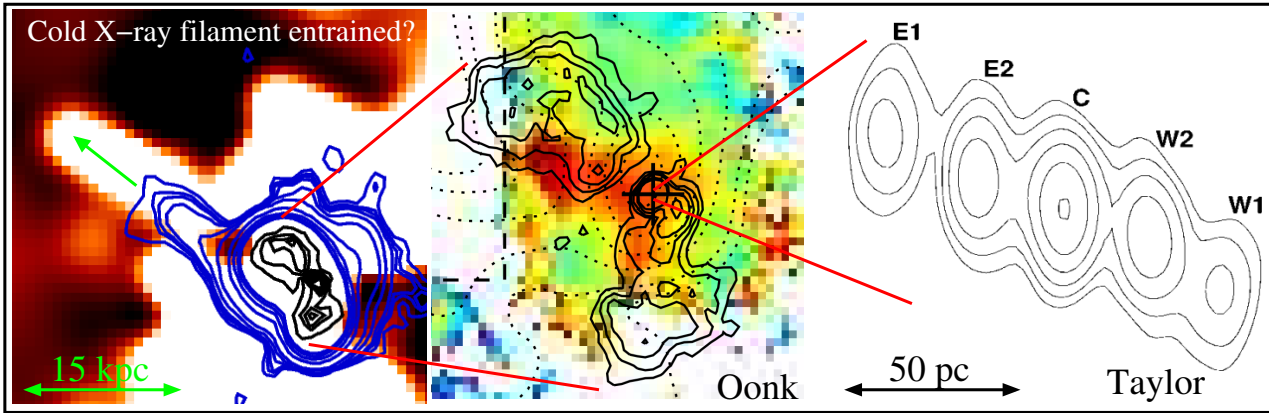 Cold X–ray filament entrained?
15 kpc
Oonk
E1
E2
C
W2
W1
50 pc
Taylor